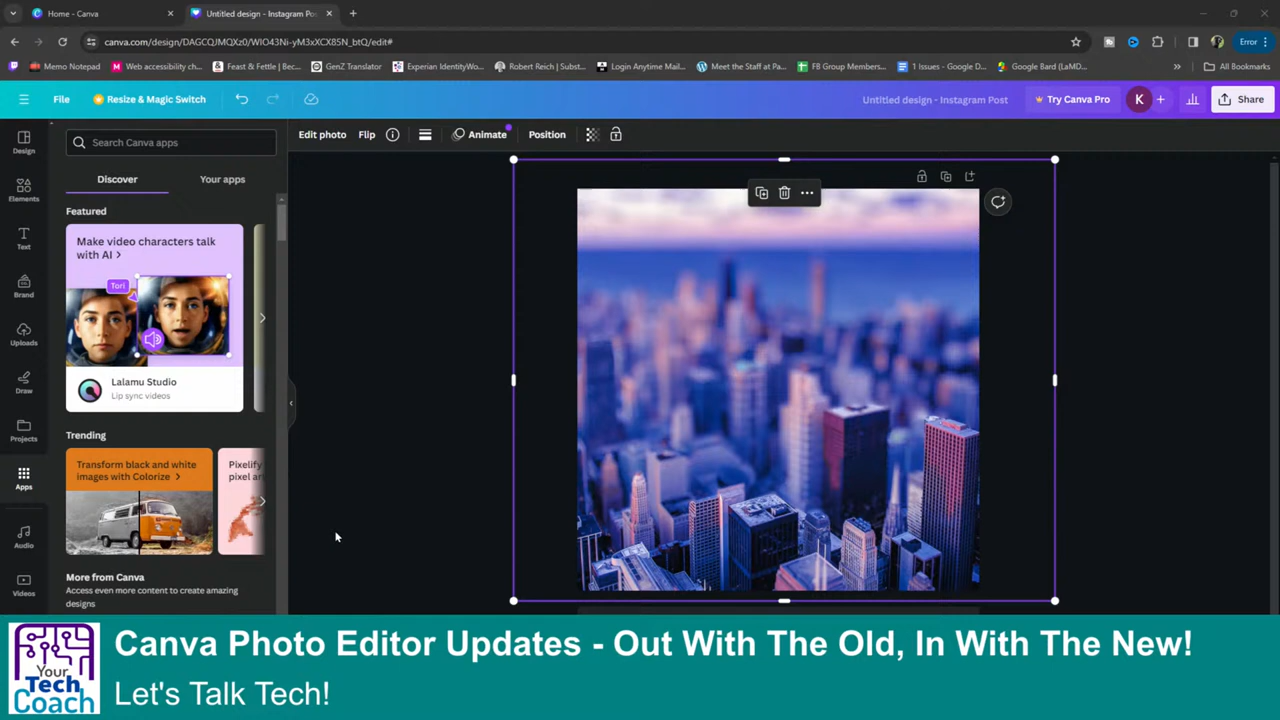 Home - Canva
Untitled design - Instagram Pos
canva.com/design/DAGCQJMQXz0/WIO43Ni-yM3xXCX85N_btQ/edit#
Error
Memo Notepad
Web accessibility ch...
Feast & Fettle | Bec...
GenZ Translator
Experian IdentityWo...
Robert Reich | Subst...
Login Anytime Mail...
Meet the Staff at Pa...
FB Group Members...
1 Issues - Google D...
Google Bard (LaMD...
All Bookmarks
File
Resize & Magic Switch
Untitled design - Instagram Post
Try Canva Pro
K
Share
Design
Elements
Text
Brand
Uploads
Draw
Projects
Apps
Audio
Videos
Search Canva apps
Discover
Your apps
Edit photo
Flip
Animate
Position
Featured
Make video characters talk
with AI
Tori
Lalamu Studio
Lip sync videos
Trending
Transform black and white
images with Colorize
Pixelify
pixel ar
More from Canva
Access even more content to create amazing
designs
Your
Tech
Coach
Canva Photo Editor Updates - Out With The Old, In With The New!
Let's Talk Tech!